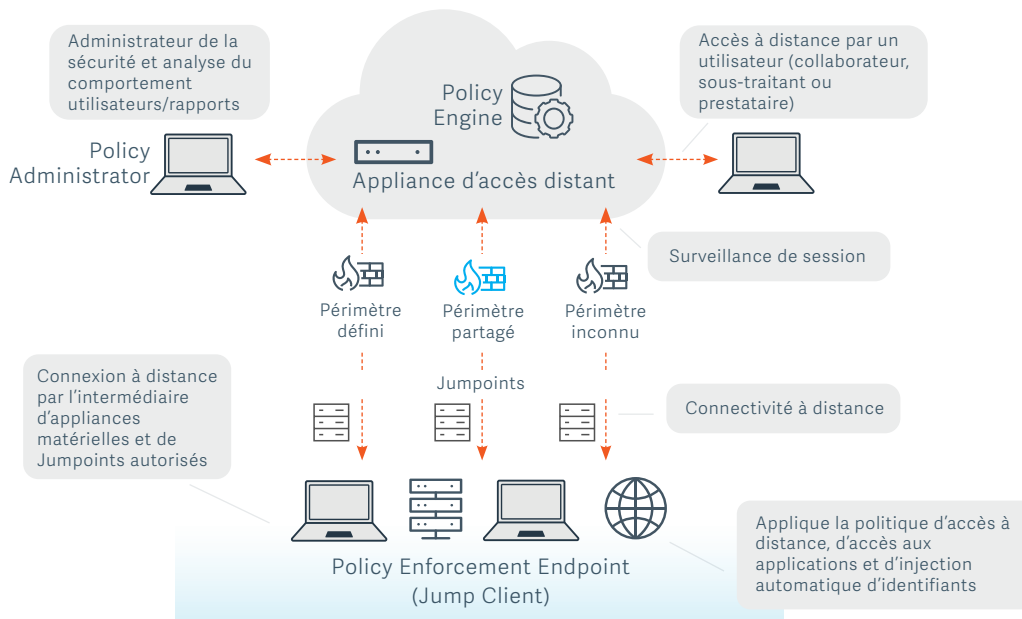 Administrateur de la
sécurité et analyse du
comportement
utilisateurs/rapports
Policy
Administrator
Policy
Engine
Appliance d’accès distant
Accès à distance par un
utilisateur (collaborateur,
sous-traitant ou
prestataire)
Surveillance de session
Périmètre
défini
Périmètre
partagé
Périmètre
inconnu
Connexion à distance
par l’intermédiaire
d’appliances
matérielles et de
Jumpoints autorisés
Jumpoints
Connectivité à distance
Policy Enforcement Endpoint
(Jump Client)
Applique la politique d’accès à
distance, d’accès aux
applications et d’injection
automatique d’identifiants